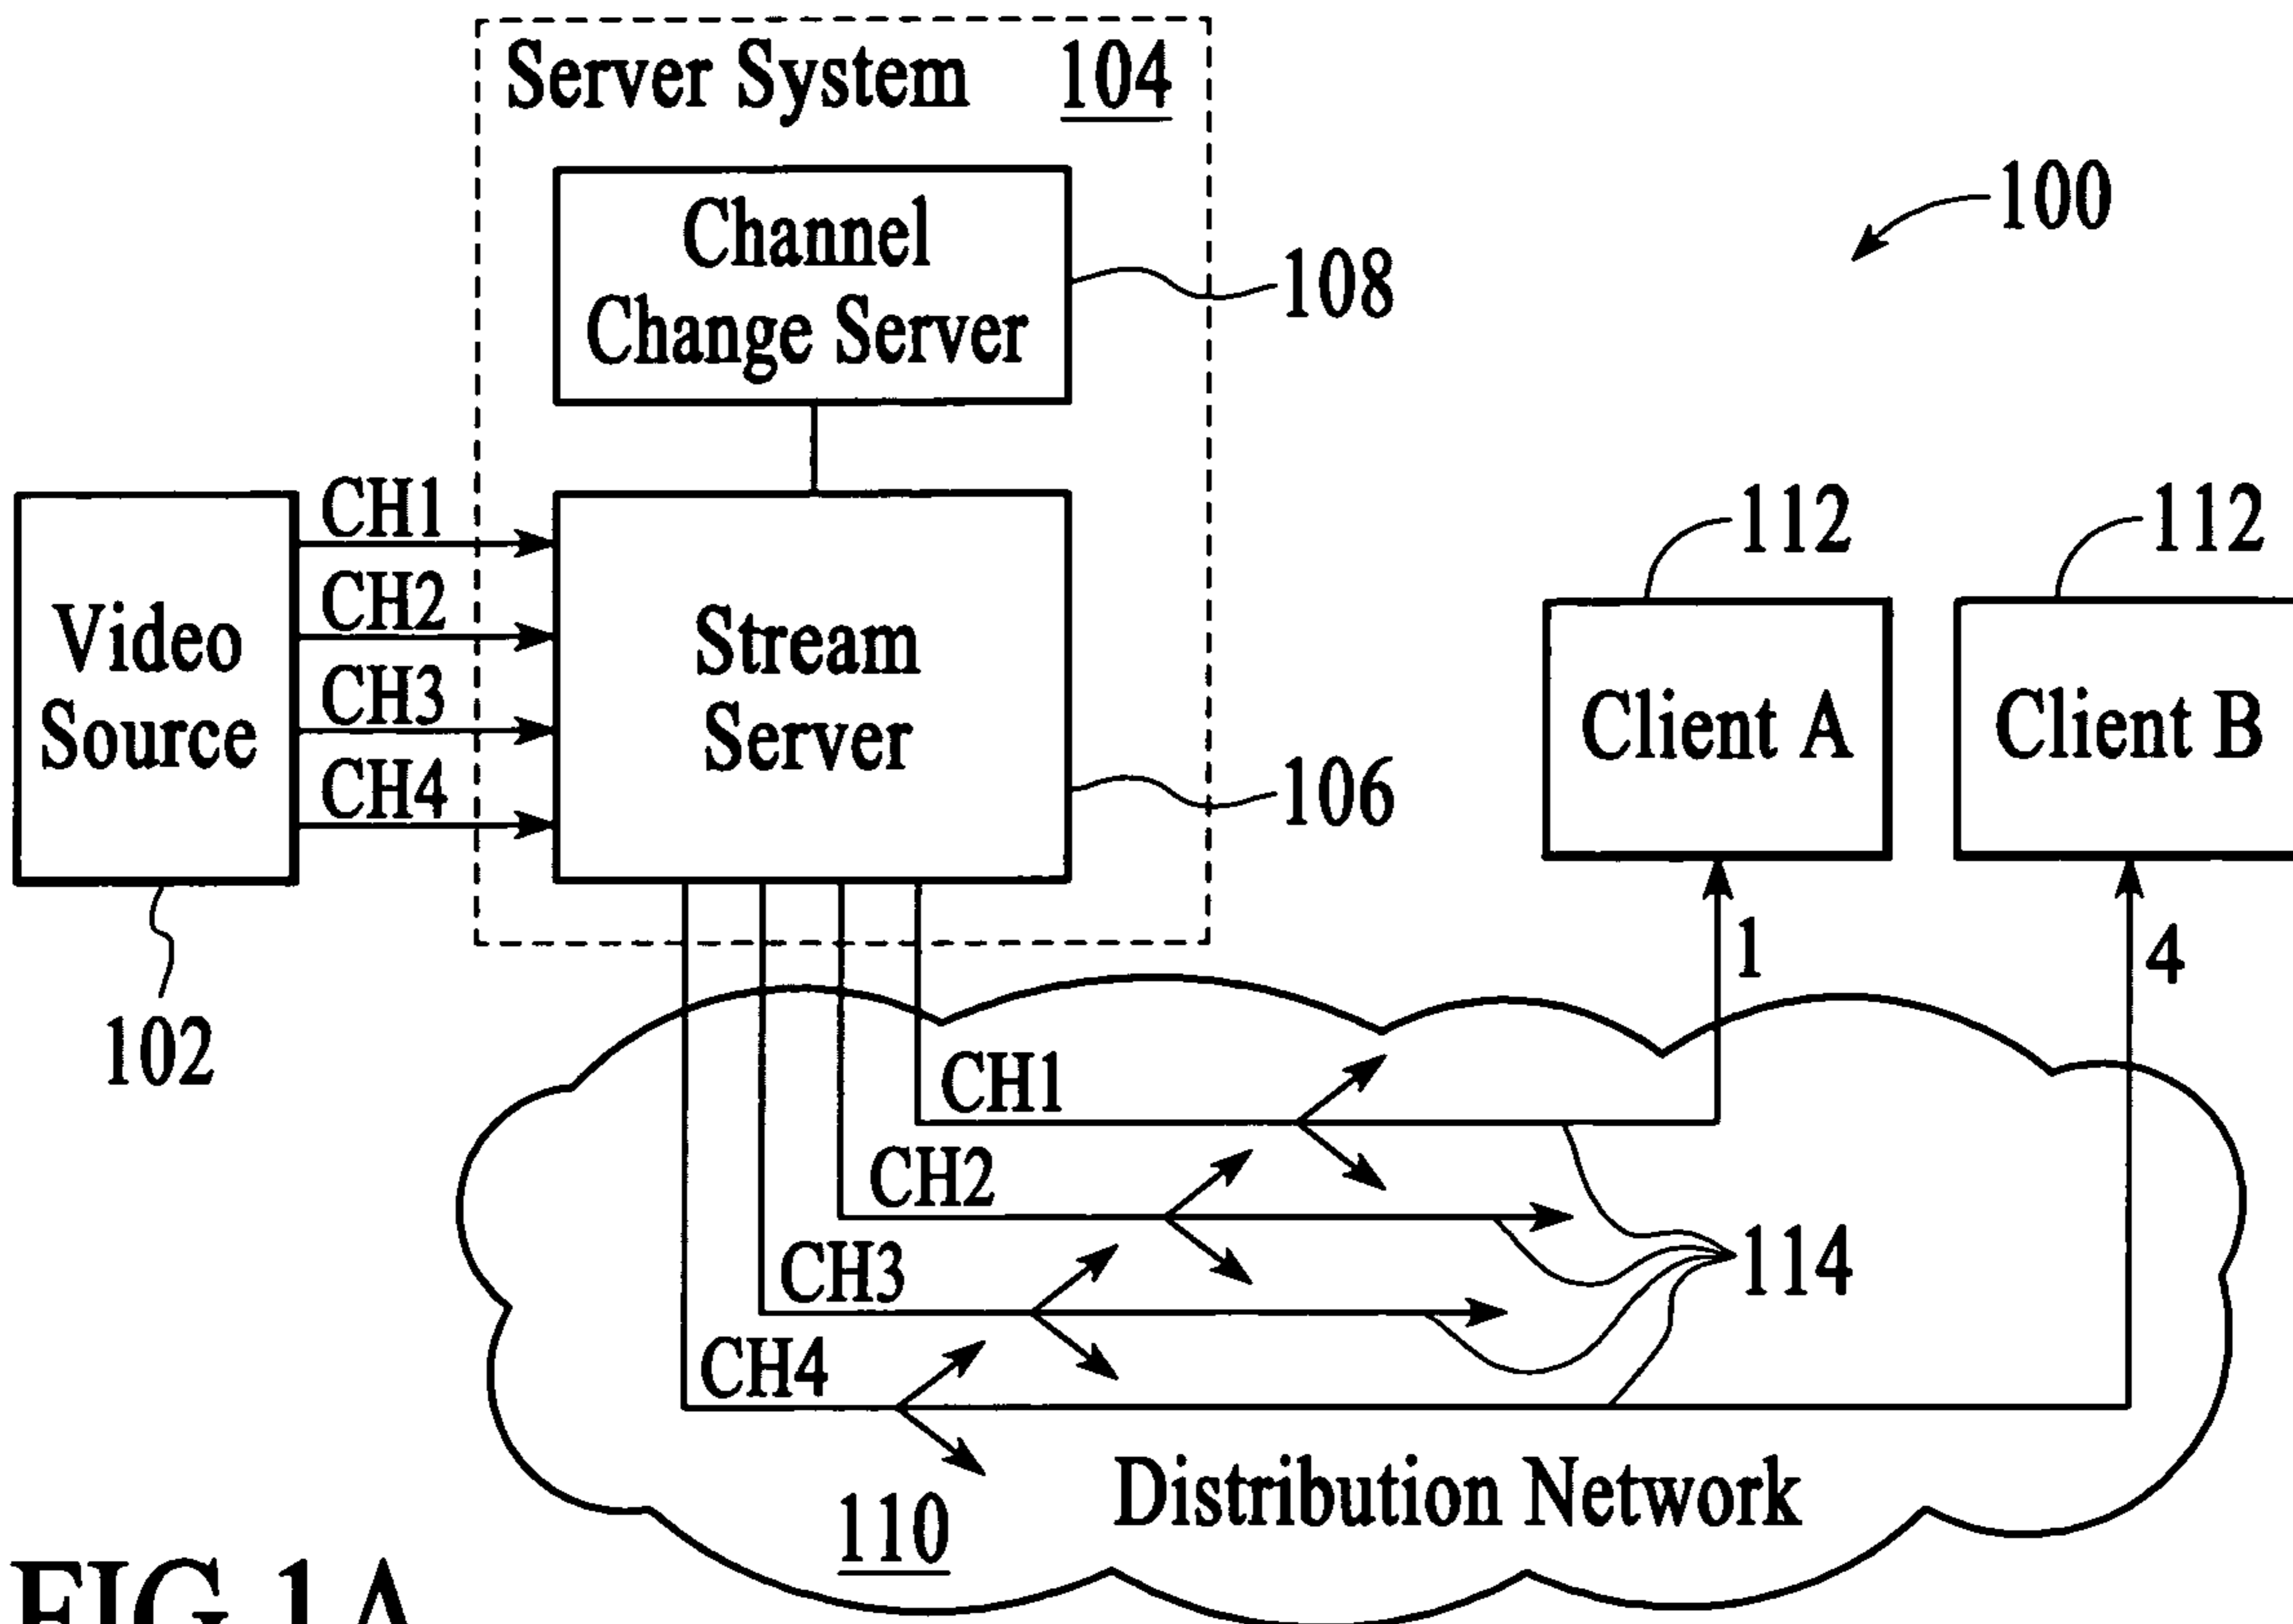 Server System 104
Channel
Change Server
100
108
CH1
CH2
CH3
CH4
Video
Source
Stream
Server
112
112
Client A
Client B
106
1
4
102
CH1
CH2
CH3
CH4
114
Distribution Network
110
FIG.1A